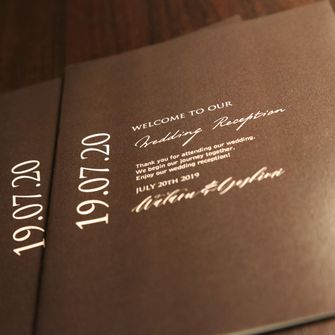 19.07.20
19.07.20
WELCOME TO OUR
Wedding Reception
Thank you for attending our wedding.
We begin our journey together.
Enjoy our wedding reception!
JULY 20TH 2019
&